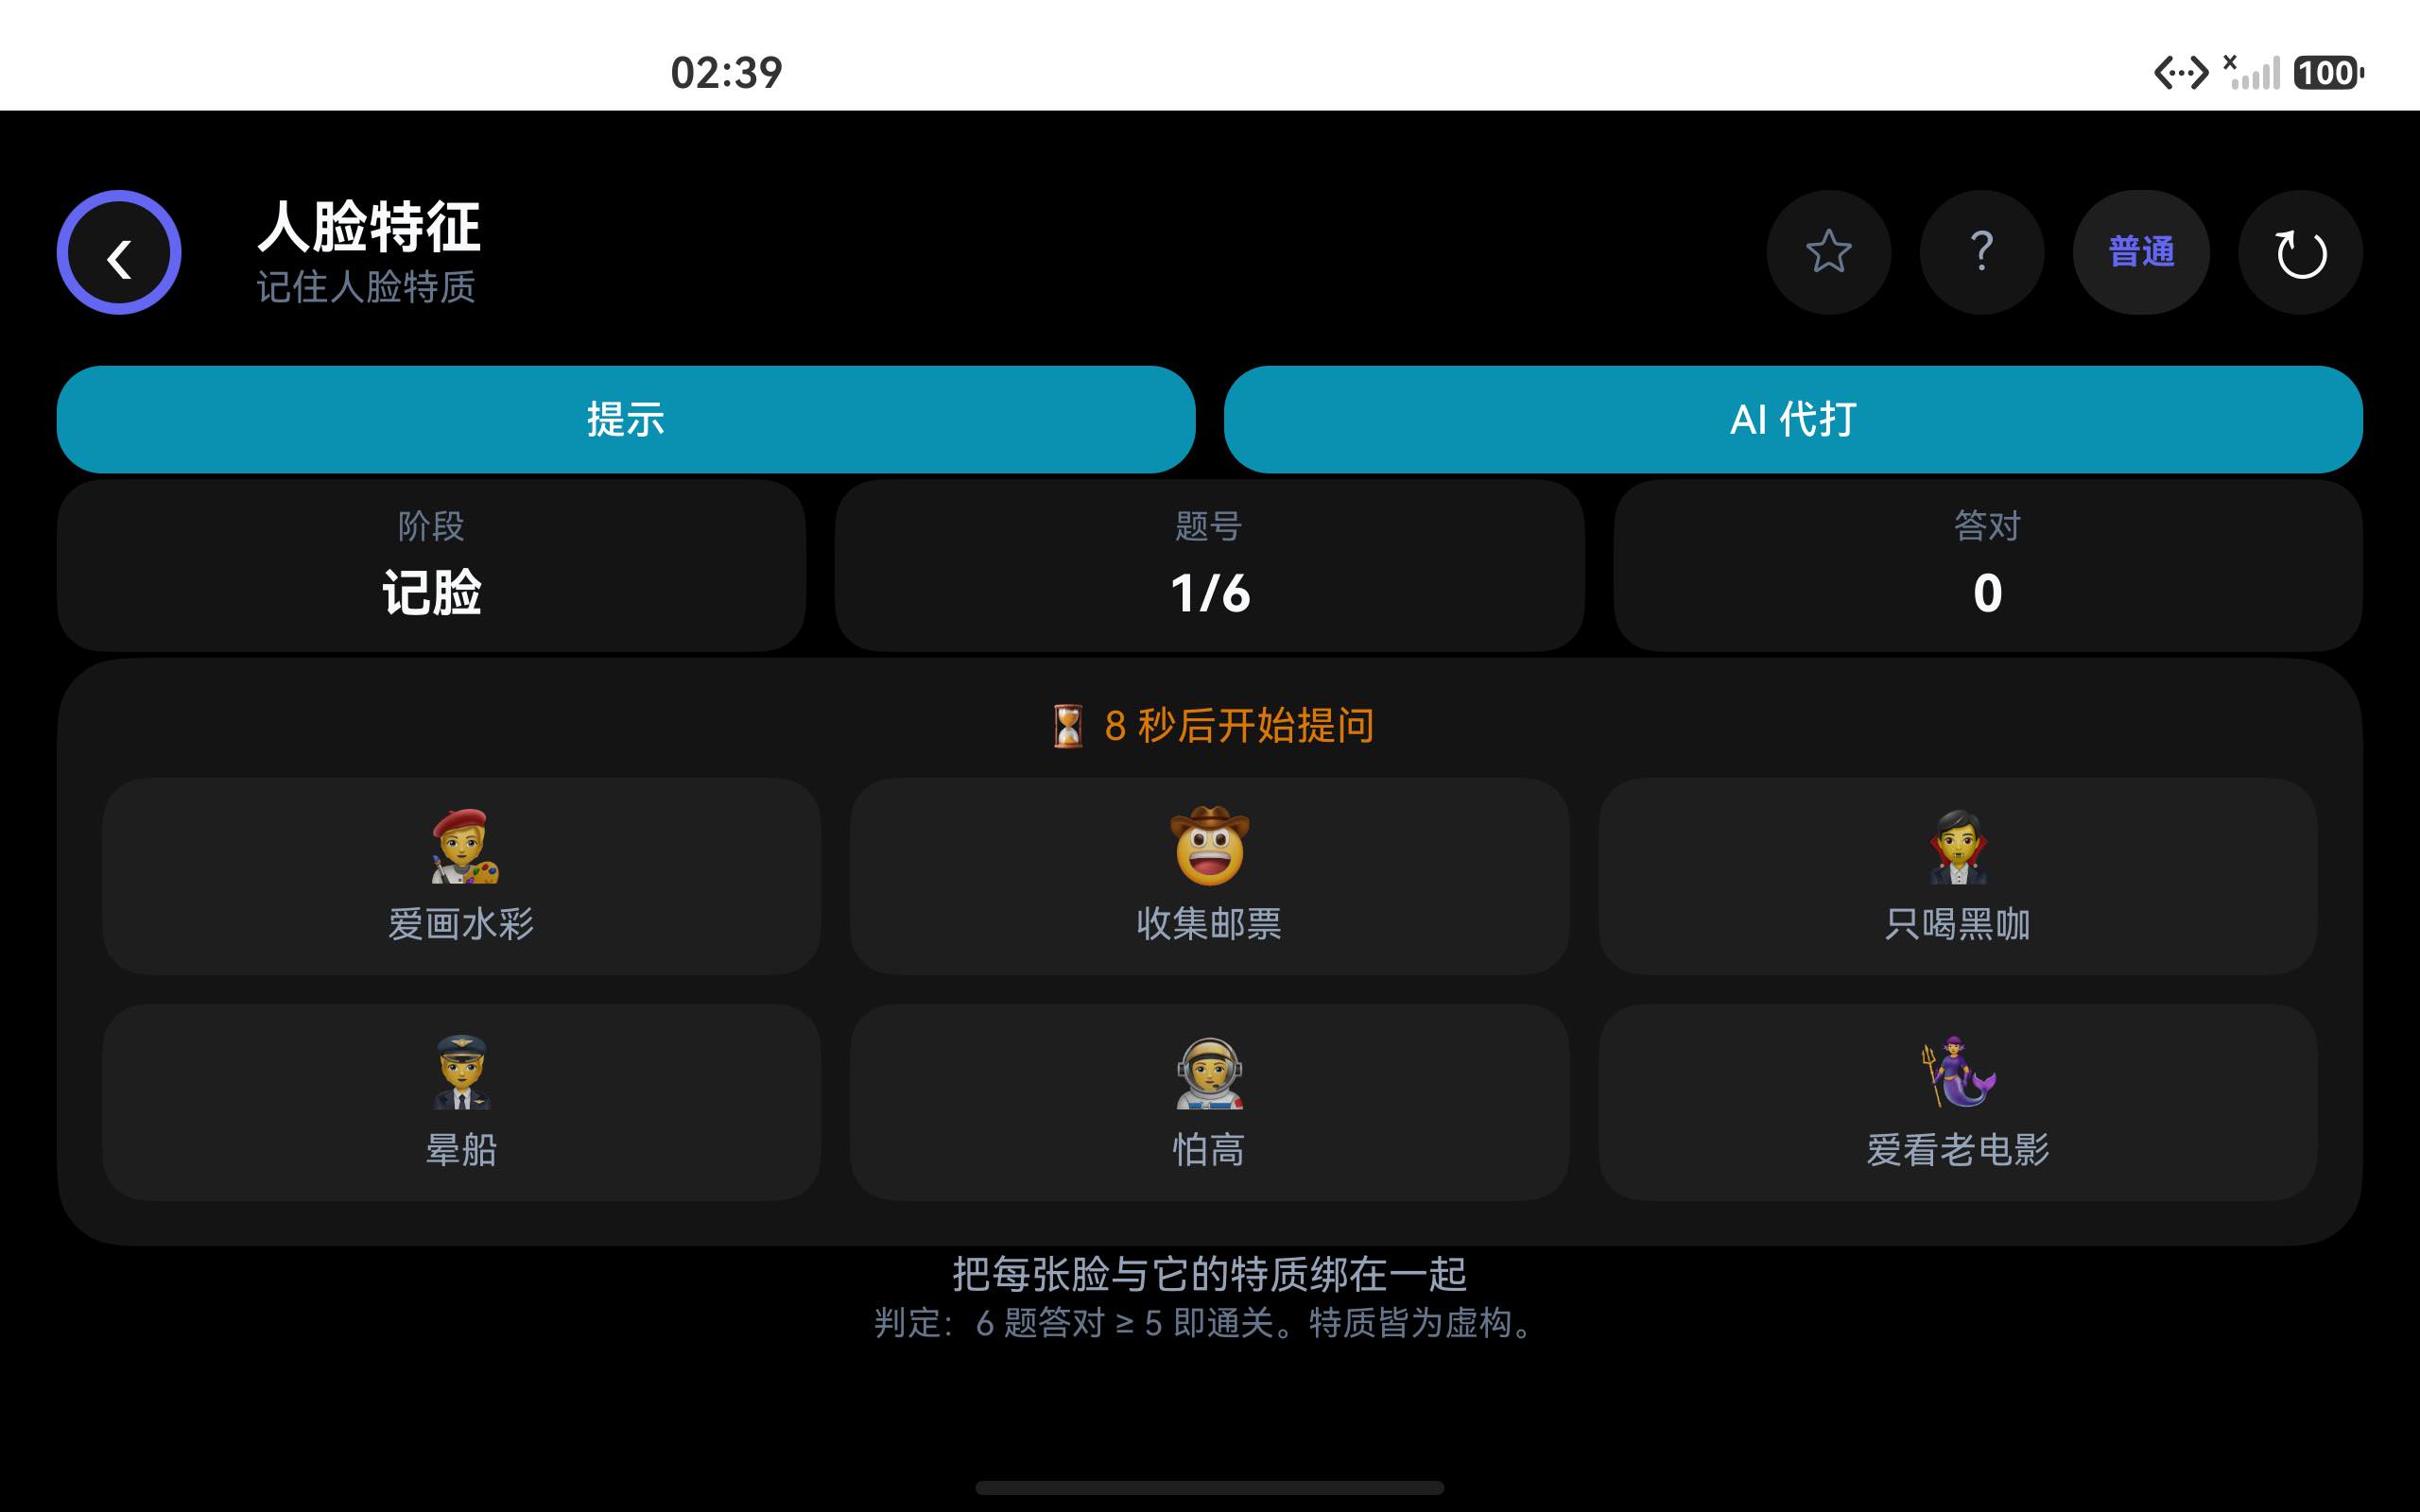 02:39
100
人脸特征
记住人脸特质
?
普通
提示
AI 代打
阶段
记脸
题号
1/6
答对
0
8 秒后开始提问
爱画水彩
收集邮票
只喝黑咖
晕船
怕高
爱看老电影
把每张脸与它的特质绑在一起
判定：6 题答对 ≥ 5 即通关。特质皆为虚构。